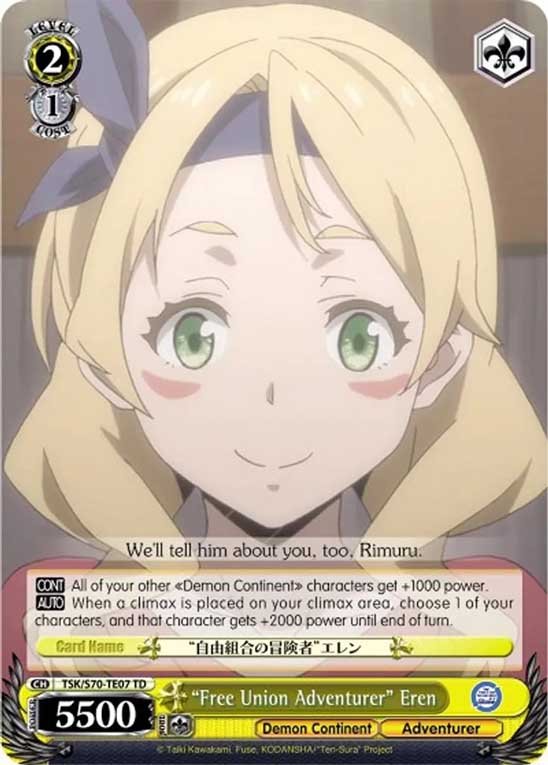 LEVEL
2
1
COST
We'll tell him about you, too, Rimuru.
CONT All of your other «Demon Continent» characters get +1000 power.
AUTO When a climax is placed on your climax area, choose 1 of your
characters, and that character gets +2000 power until end of turn.
Card Name
“自由組合の冒険者”エレン
CH TSK/S70-TE07 TD
“Free Union Adventurer” Eren
POWER 5500 SOUL
Demon Continent Adventurer
© Taiki Kawakami, Fuse, KODANSHA/“Ten-Sura” Project